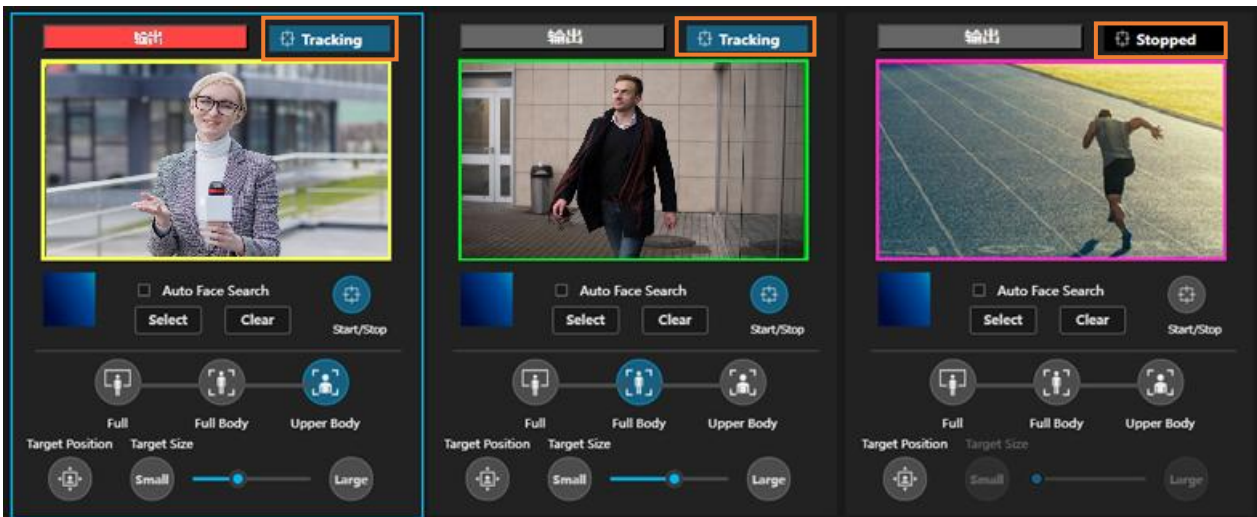 输出 Tracking
Auto Face Search
Select Clear
Start/Stop
Full Full Body Upper Body
Target Position Target Size
Small Large
输出 Tracking
Auto Face Search
Select Clear
Start/Stop
Full Full Body Upper Body
Target Position Target Size
Small Large
输出 Stopped
Auto Face Search
Select Clear
Start/Stop
Full Full Body Upper Body
Target Position Target Size
Small Large